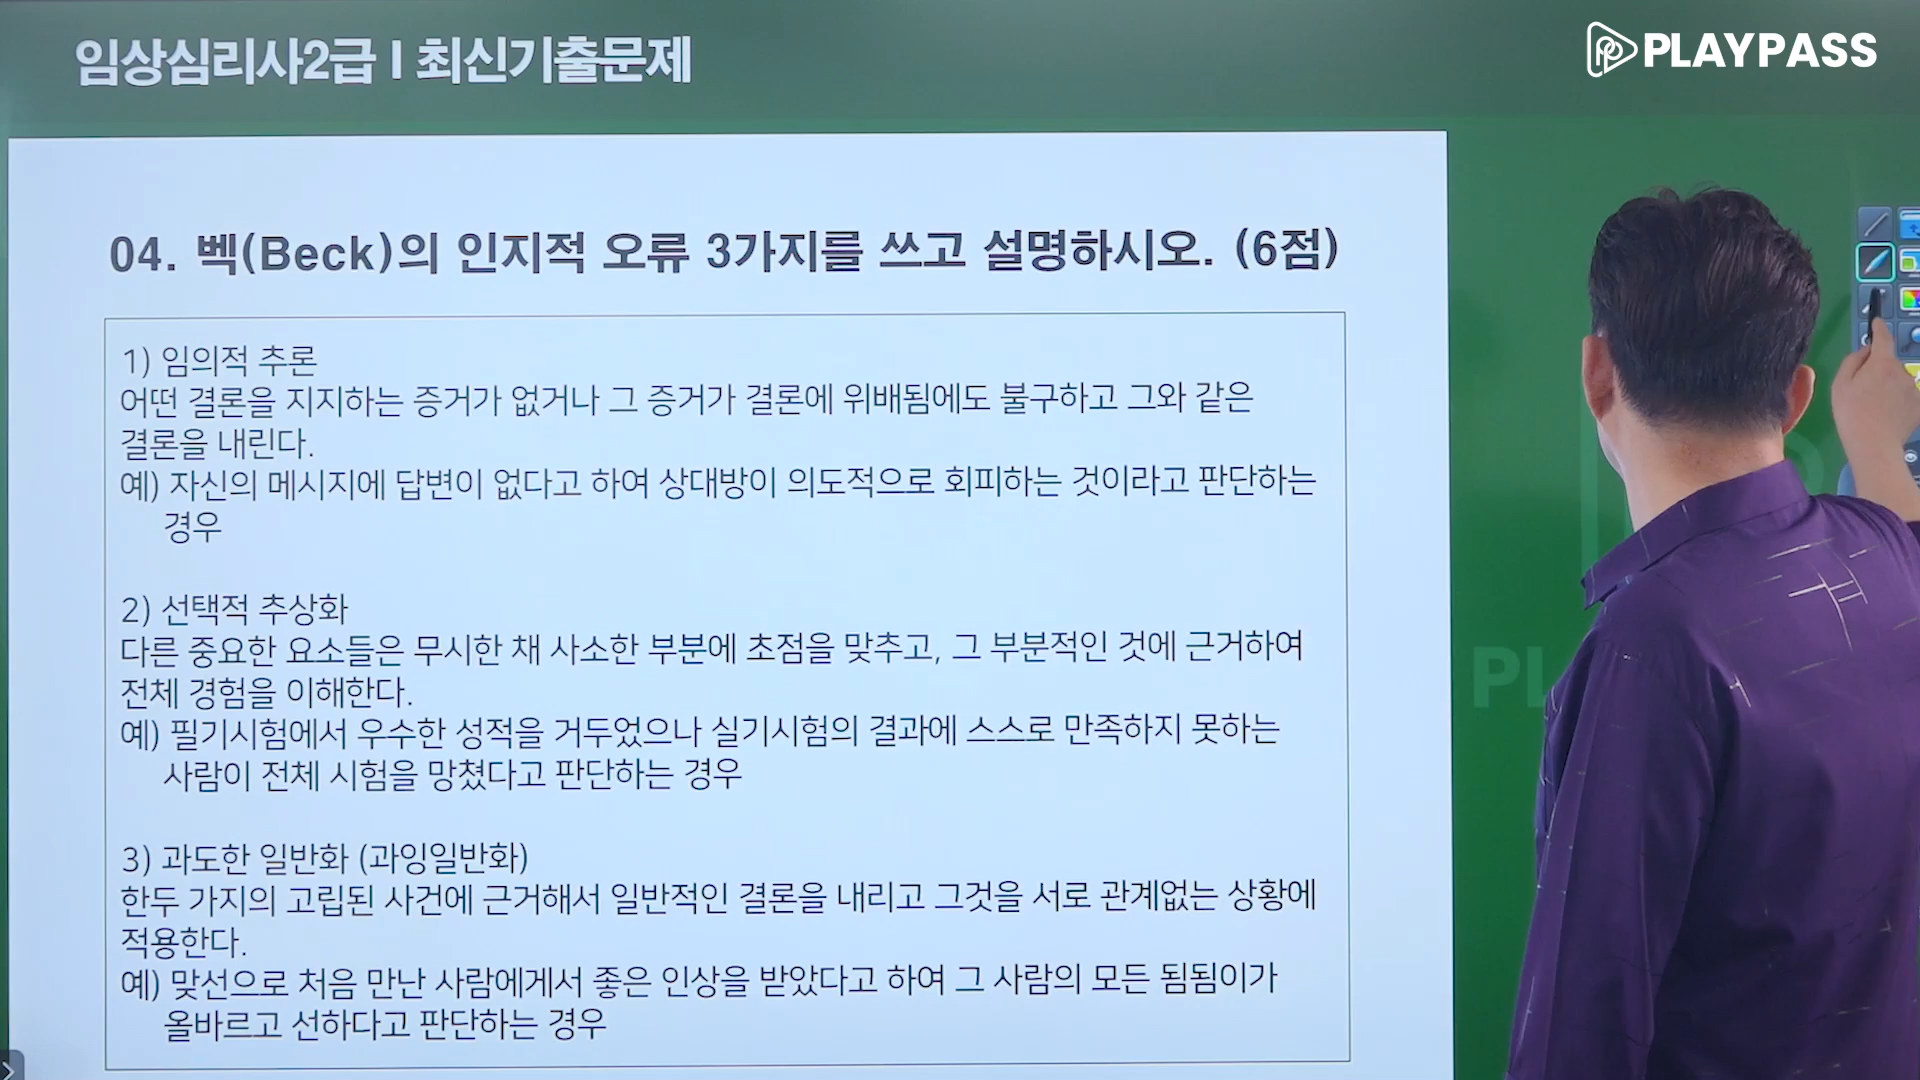 임상심리사2급 I 최신기출문제
PLAYPASS
04. 벡(Beck)의 인지적 오류 3가지를 쓰고 설명하시오. (6점)
1) 임의적 추론
어떤 결론을 지지하는 증거가 없거나 그 증거가 결론에 위배됨에도 불구하고 그와 같은
결론을 내린다.
예) 자신의 메시지에 답변이 없다고 하여 상대방이 의도적으로 회피하는 것이라고 판단하는
경우
2) 선택적 추상화
다른 중요한 요소들은 무시한 채 사소한 부분에 초점을 맞추고, 그 부분적인 것에 근거하여
전체 경험을 이해한다.
예) 필기시험에서 우수한 성적을 거두었으나 실기시험의 결과에 스스로 만족하지 못하는
사람이 전체 시험을 망쳤다고 판단하는 경우
3) 과도한 일반화 (과잉일반화)
한두 가지의 고립된 사건에 근거해서 일반적인 결론을 내리고 그것을 서로 관계없는 상황에
적용한다.
예) 맞선으로 처음 만난 사람에게서 좋은 인상을 받았다고 하여 그 사람의 모든 됨됨이가
올바르고 선하다고 판단하는 경우
PL